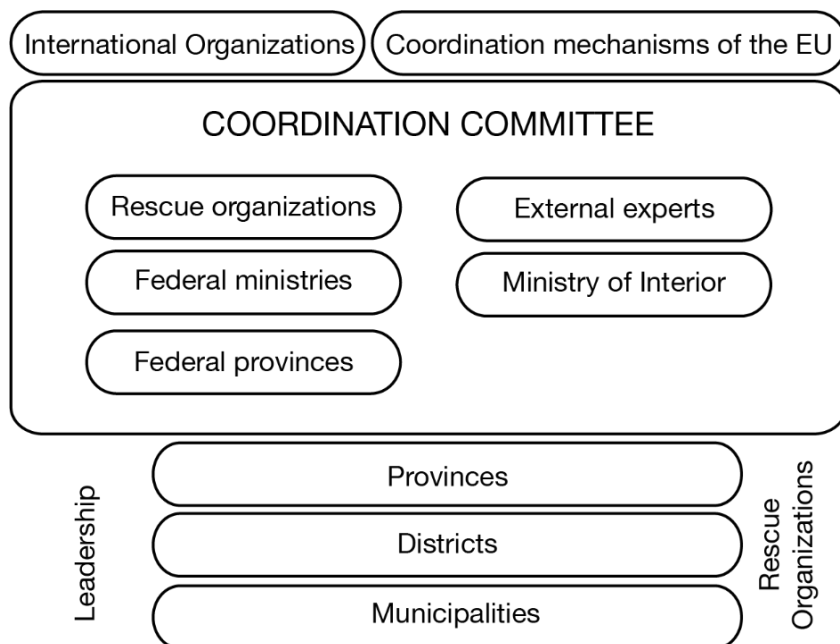 International Organizations
Coordination mechanisms of the EU
COORDINATION COMMITTEE
Rescue organizations
External experts
Federal ministries
Ministry of Interior
Federal provinces
Leadership
Provinces
Districts
Municipalities
Rescue
Organizations